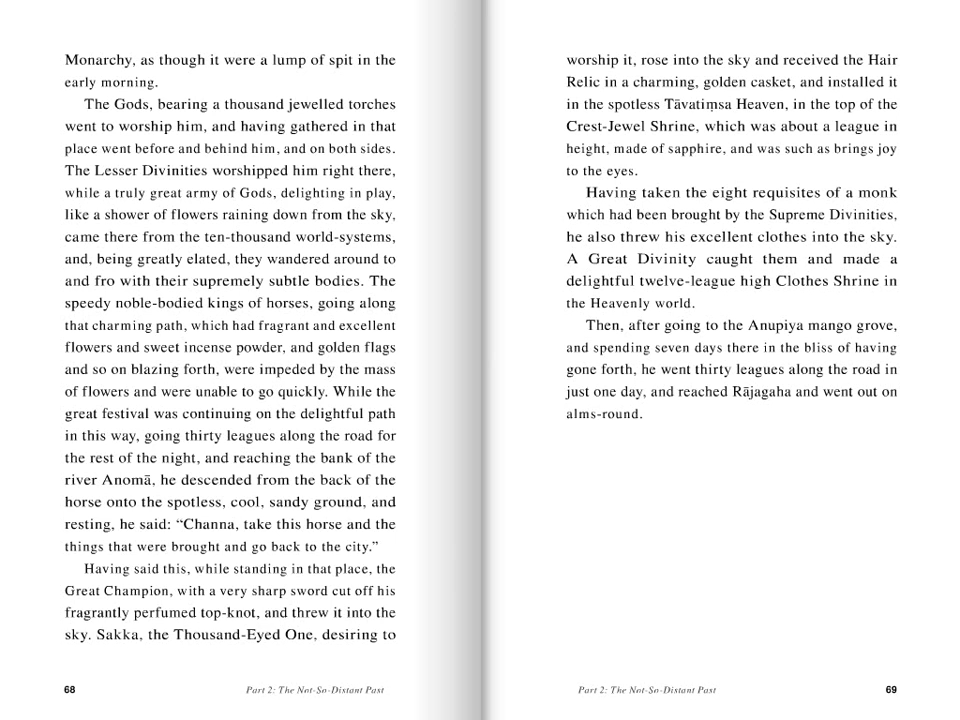 Monarchy, as though it were a lump of spit in the
early morning.
The Gods, bearing a thousand jewelled torches
went to worship him, and having gathered in that
place went before and behind him, and on both sides.
The Lesser Divinities worshipped him right there,
while a truly great army of Gods, delighting in play,
like a shower of flowers raining down from the sky,
came there from the ten-thousand world-systems,
and, being greatly elated, they wandered around to
and fro with their supremely subtle bodies. The
speedy noble-bodied kings of horses, going along
that charming path, which had fragrant and excellent
flowers and sweet incense powder, and golden flags
and so on blazing forth, were impeded by the mass
of flowers and were unable to go quickly. While the
great festival was continuing on the delightful path
in this way, going thirty leagues along the road for
the rest of the night, and reaching the bank of the
river Anomā, he descended from the back of the
horse onto the spotless, cool, sandy ground, and
resting, he said: “Channa, take this horse and the
things that were brought and go back to the city.”
Having said this, while standing in that place, the
Great Champion, with a very sharp sword cut off his
fragrantly perfumed top-knot, and threw it into the
sky. Sakka, the Thousand-Eyed One, desiring to
68
Part 2: The Not-So-Distant Past
worship it, rose into the sky and received the Hair
Relic in a charming, golden casket, and installed it
in the spotless Tāvatiṃsa Heaven, in the top of the
Crest-Jewel Shrine, which was about a league in
height, made of sapphire, and was such as brings joy
to the eyes.
Having taken the eight requisites of a monk
which had been brought by the Supreme Divinities,
he also threw his excellent clothes into the sky.
A Great Divinity caught them and made a
delightful twelve-league high Clothes Shrine in
the Heavenly world.
Then, after going to the Anupiya mango grove,
and spending seven days there in the bliss of having
gone forth, he went thirty leagues along the road in
just one day, and reached Rājagaha and went out on
alms-round.
Part 2: The Not-So-Distant Past
69